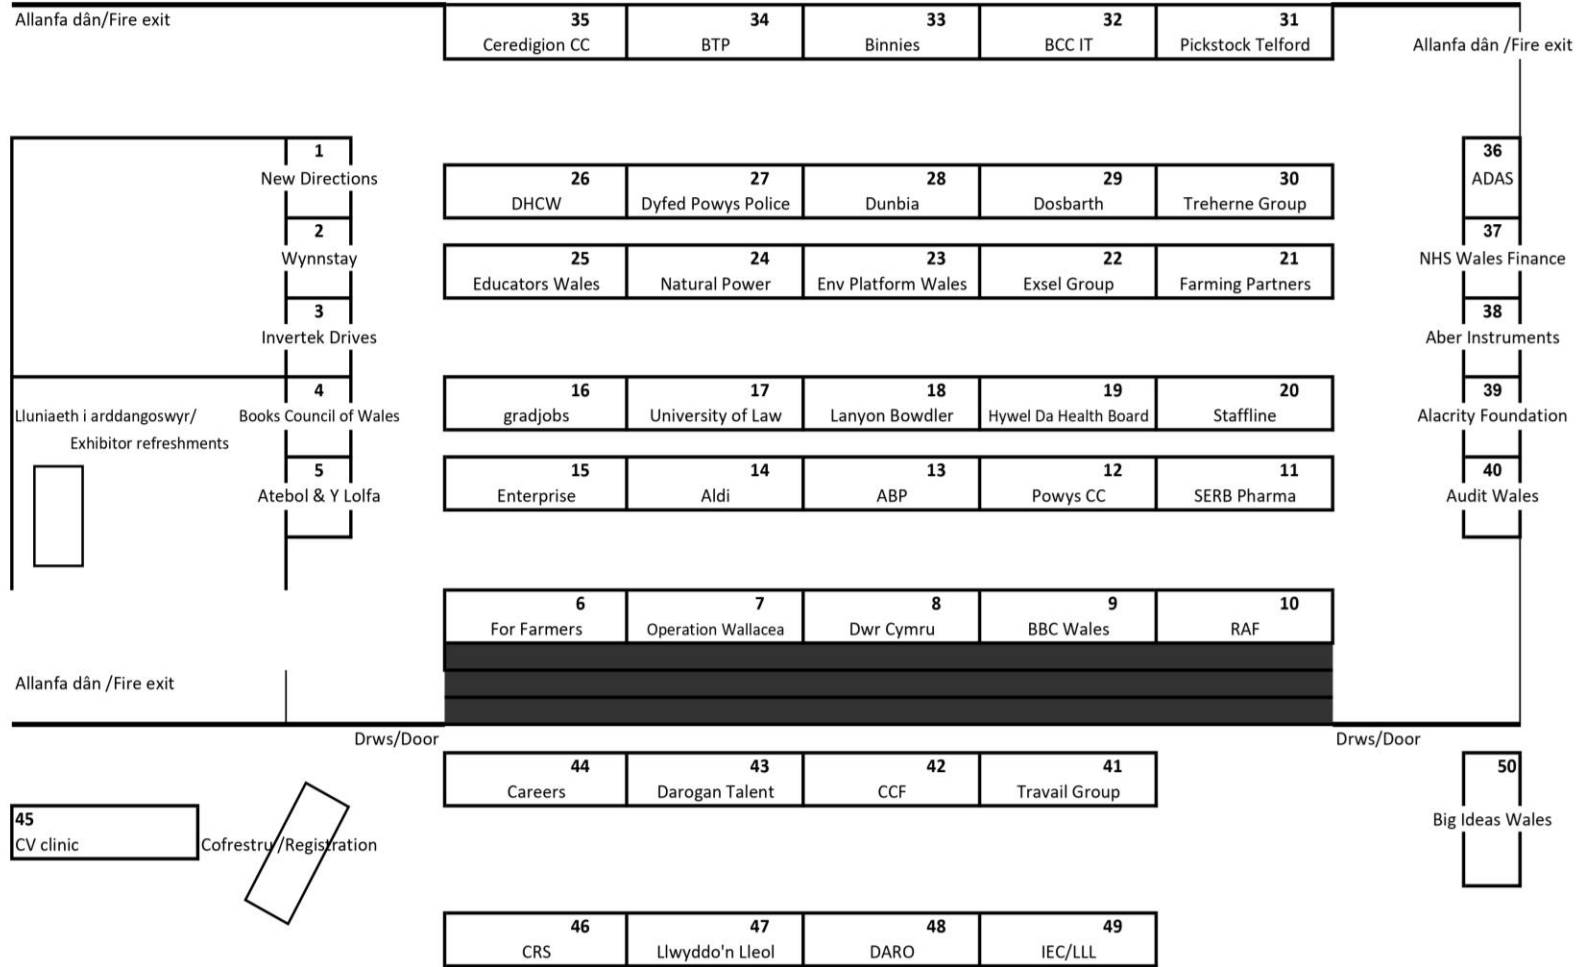 Allanfa dân/Fire exit
35
Ceredigion CC
34
BTP
33
Binnies
32
BCC IT
31
Pickstock Telford
Allanfa dân /Fire exit
1
New Directions
2
Wynnstay
3
Invertek Drives
4
Books Council of Wales
5
Atebol & Y Lolfa
Lluniaeth i arddangoswyr/
Exhibitor refreshments
26
DHCW
27
Dyfed Powys Police
28
Dunbia
29
Dosbarth
30
Treherne Group
25
Educators Wales
24
Natural Power
23
Env Platform Wales
22
Exsel Group
21
Farming Partners
16
gradjobs
17
University of Law
18
Lanyon Bowdler
19
Hywel Da Health Board
20
Staffline
15
Enterprise
14
Aldi
13
ABP
12
Powys CC
11
SERB Pharma
6
For Farmers
7
Operation Wallacea
8
Dwr Cymru
9
BBC Wales
10
RAF
36
ADAS
37
NHS Wales Finance
38
Aber Instruments
39
Alacrity Foundation
40
Audit Wales
Allanfa dân /Fire exit
Drws/Door
Drws/Door
44
Careers
43
Darogan Talent
42
CCF
41
Travail Group
50
Big Ideas Wales
45
CV clinic
Cofrestru /Registration
46
CRS
47
Llwyddo'n Lleol
48
DARO
49
IEC/LLL